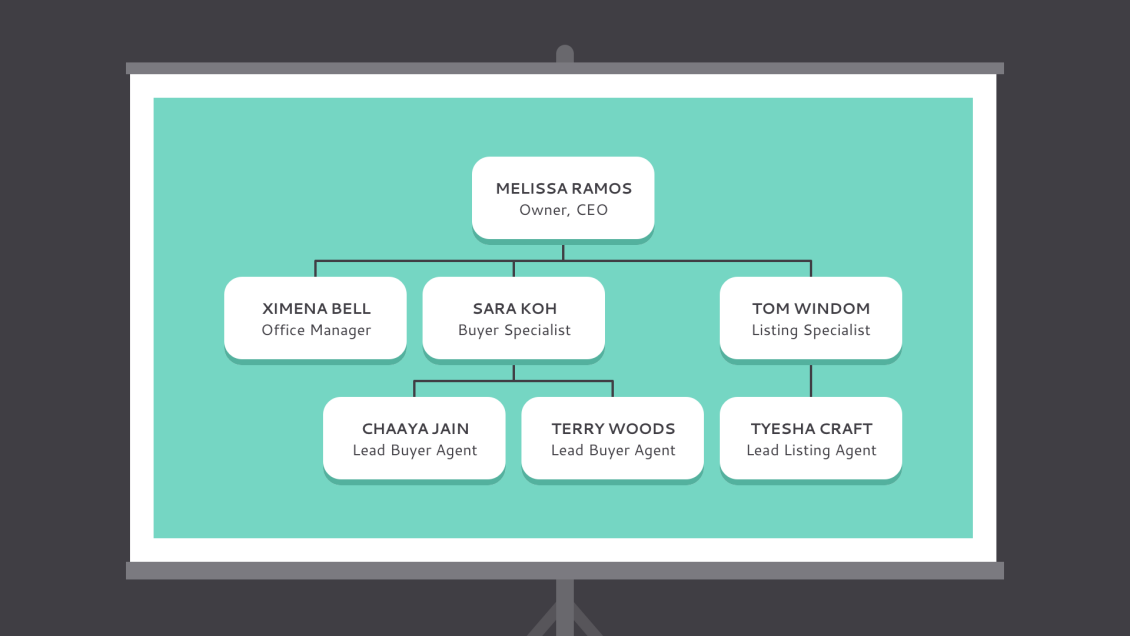 MELISSA RAMOS
Owner, CEO
XIMENA BELL
Office Manager
SARA KOH
Buyer Specialist
TOM WINDOM
Listing Specialist
CHAAYA JAIN
Lead Buyer Agent
TERRY WOODS
Lead Buyer Agent
TYESHA CRAFT
Lead Listing Agent